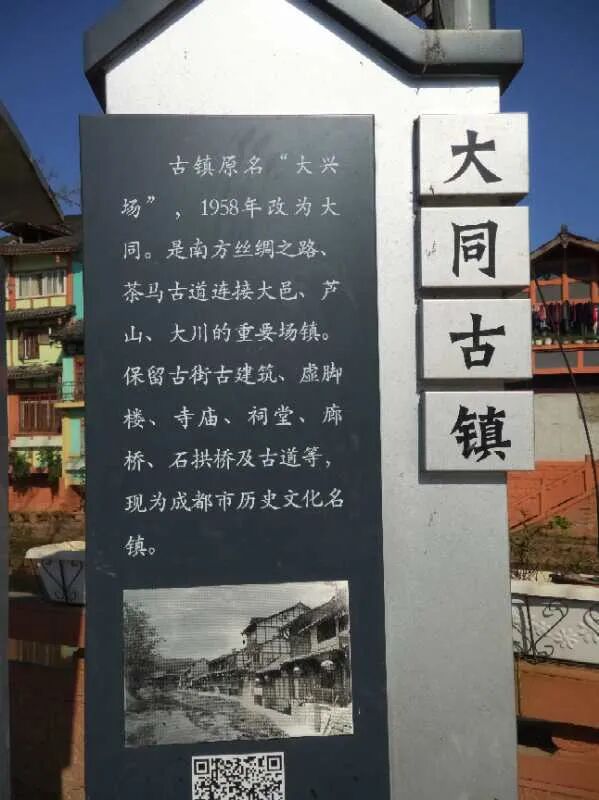 古镇原名“大兴
场”，1958年改为大
同。是南方丝绸之路、
茶马古道连接大邑、芦
山、大川的重要场镇。
保留古街古建筑、虚脚
楼、寺庙、祠堂、廊
桥、石拱桥及古道等，
现为成都市历史文化名
镇。
大同古镇